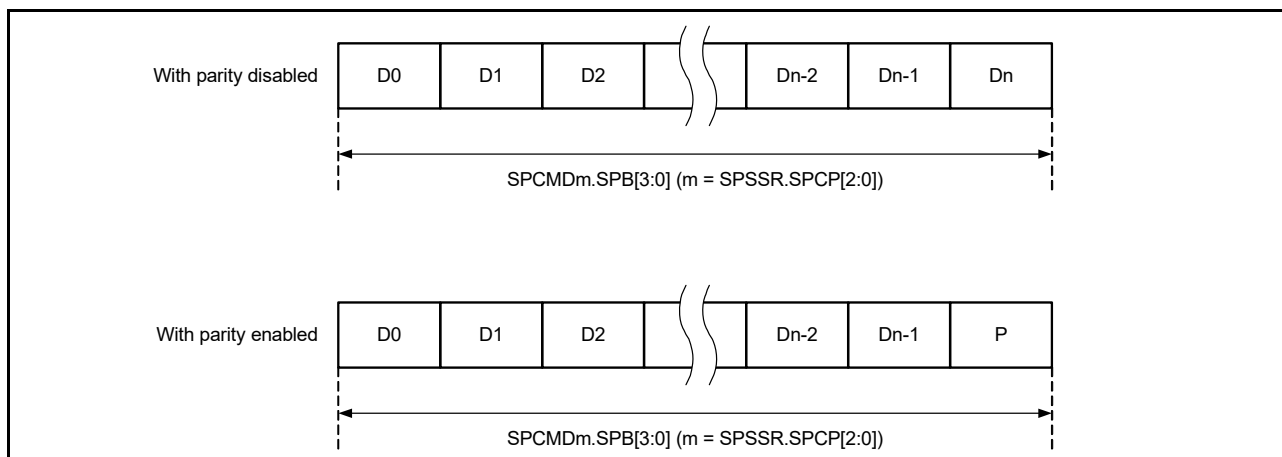 With parity disabled D0 D1 D2 Dn-2 Dn-1 Dn
SPCMDm.SPB[3:0] (m = SPSSR.SPCP[2:0])
With parity enabled D0 D1 D2 Dn-2 Dn-1 P
SPCMDm.SPB[3:0] (m = SPSSR.SPCP[2:0])